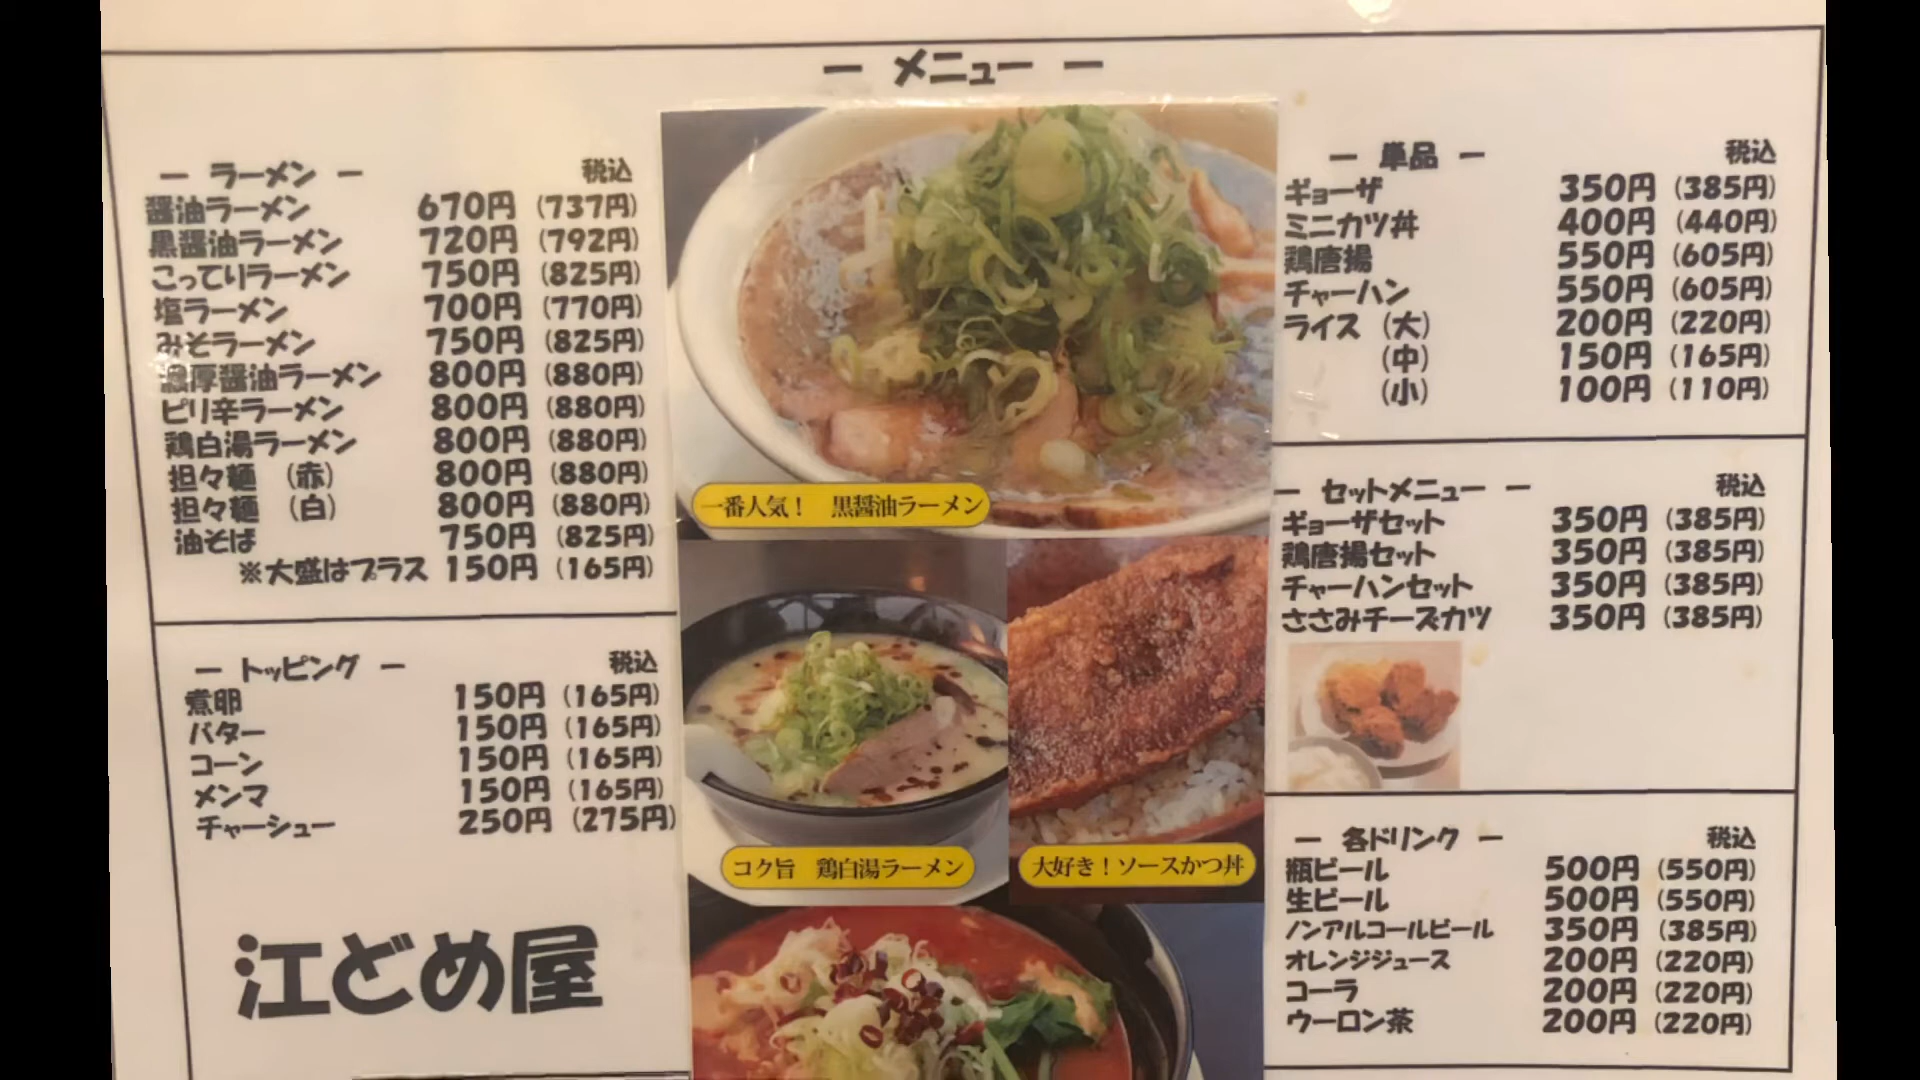 ー メニュー ー
ー ラーメン ー 税込
醤油ラーメン 670円 (737円)
黒醤油ラーメン 720円 (792円)
こってりラーメン 750円 (825円)
塩ラーメン 700円 (770円)
みそラーメン 750円 (825円)
濃厚醤油ラーメン 800円 (880円)
ピリ辛ラーメン 800円 (880円)
鶏白湯ラーメン 800円 (880円)
担々麺 (赤) 800円 (880円)
担々麺 (白) 800円 (880円)
油そば 750円 (825円)
※大盛はプラス 150円 (165円)
ー トッピング ー 税込
煮卵 150円 (165円)
バター 150円 (165円)
コーン 150円 (165円)
メンマ 150円 (165円)
チャーシュー 250円 (275円)
江どめ屋
一番人気! 黒醤油ラーメン
コク旨 鶏白湯ラーメン
大好き!ソースかつ丼
ー 単品 ー 税込
ギョーザ 350円 (385円)
ミニカツ丼 400円 (440円)
鶏唐揚 550円 (605円)
チャーハン 550円 (605円)
ライス (大) 200円 (220円)
(中) 150円 (165円)
(小) 100円 (110円)
ー セットメニュー ー 税込
ギョーザセット 350円 (385円)
鶏唐揚セット 350円 (385円)
チャーハンセット 350円 (385円)
ささみチーズカツ 350円 (385円)
ー 各ドリンク ー 税込
瓶ビール 500円 (550円)
生ビール 500円 (550円)
ノンアルコールビール 350円 (385円)
オレンジジュース 200円 (220円)
コーラ 200円 (220円)
ウーロン茶 200円 (220円)